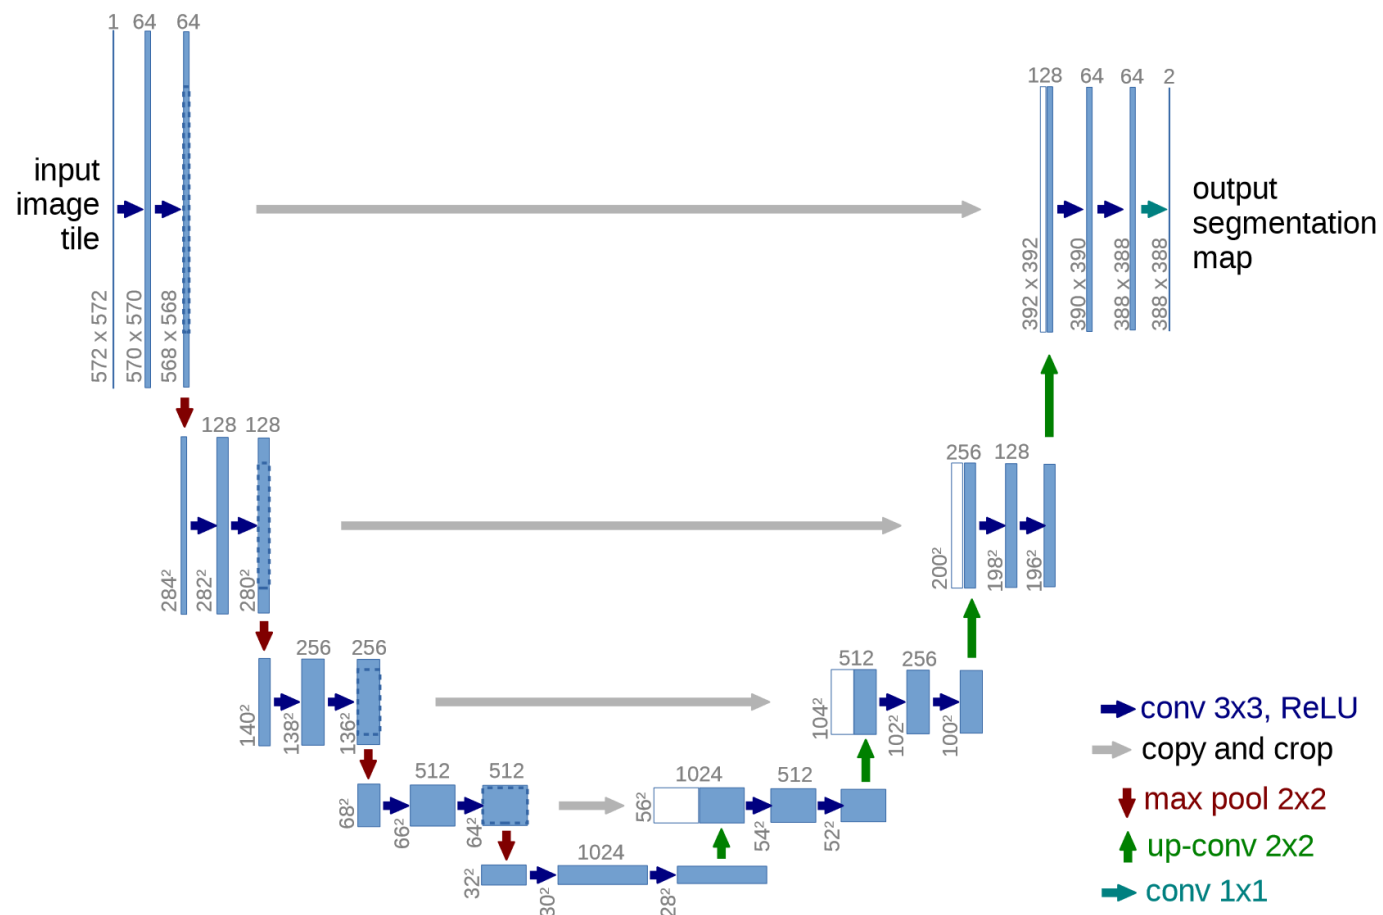 1 64 64
input
image
tile
572 x 572
570 x 570
568 x 568
128 64 64 2
output
segmentation
map
392 x 392
390 x 390
388 x 388
388 x 388
128 128
284²
282²
280²
256 128
200²
198²
196²
256 256
140²
138²
136²
512 256
104²
102²
100²
512 512
68²
66²
64²
1024 512
56²
54²
52²
1024
32²
30²
28²
conv 3x3, ReLU
copy and crop
max pool 2x2
up-conv 2x2
conv 1x1